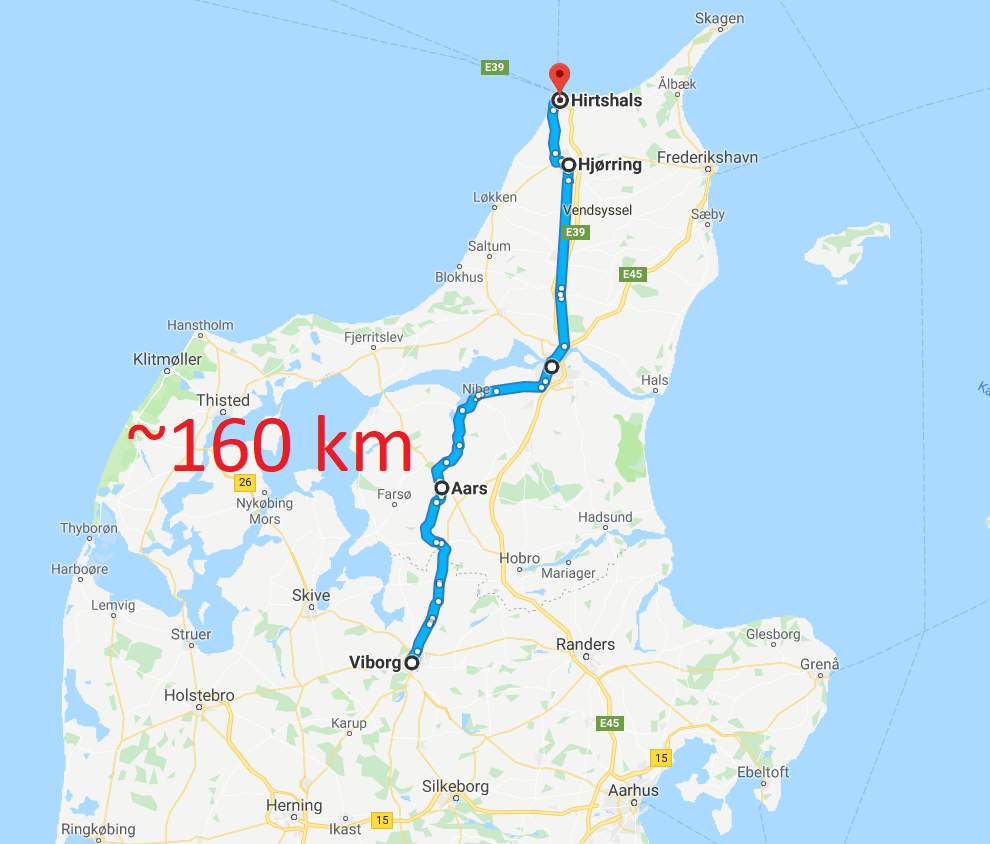 Skagen
E39
Ålbæk
Hirtshals
Hjørring
Frederikshavn
Løkken
Vendsyssel
Sæby
E39
Saltum
Blokhus
E45
Hanstholm
Fjerritslev
Klitmøller
Hals
Nibe
Thisted
~160 km
26
Aars
Farsø
Nykøbing
Mors
Hadsund
Thyborøn
Hobro
Mariager
Harboøre
Skive
Lemvig
Struer
Glesborg
Randers
Viborg
Grenå
Holstebro
E45
Karup
15
Ebeltoft
Silkeborg
Aarhus
Herning
15
Ikast
Ringkøbing